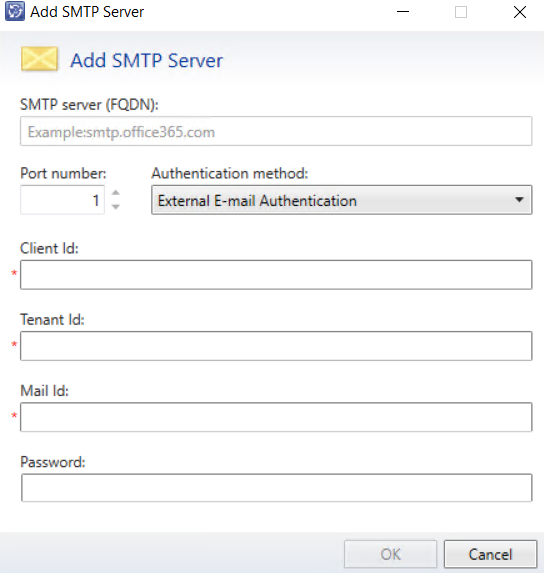 Add SMTP Server
Add SMTP Server
SMTP server (FQDN):
Example:smtp.office365.com
Port number: Authentication method:
1 External E-mail Authentication
Client Id:
*
Tenant Id:
*
Mail Id:
*
Password:
OK Cancel